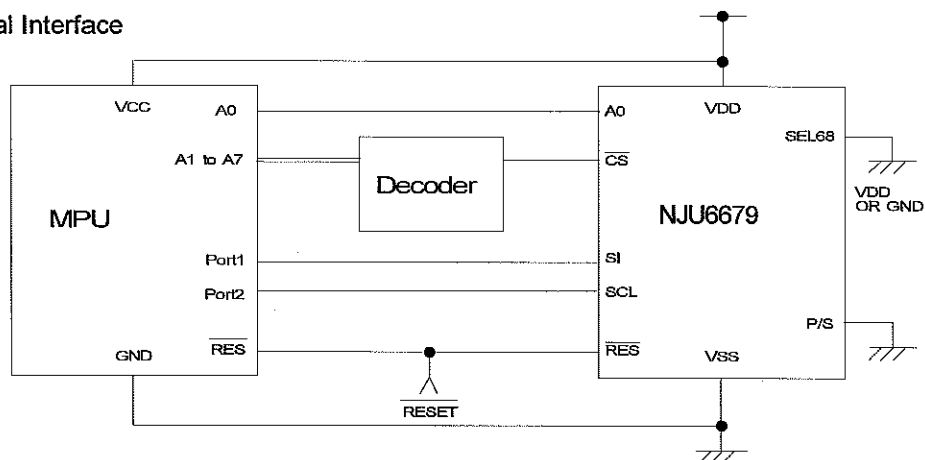 al Interface
VCC
A0
A0
VDD
SEL68
A1 to A7
Decoder
CS
VDD
OR GND
MPU
NJU6679
Port1
SI
Port2
SCL
P/S
RES
RES
GND
VSS
RESET